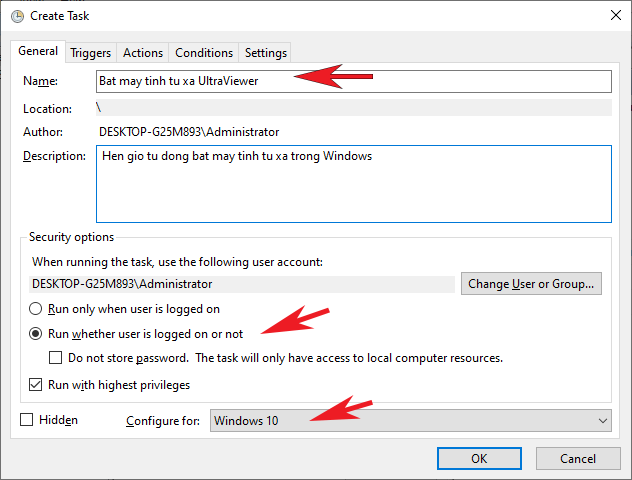 Create Task
General Triggers Actions Conditions Settings
Name: Bat may tinh tu xa UltraViewer
Location: \
Author: DESKTOP-G25M893\Administrator
Description: Hen gio tu dong bat may tinh tu xa trong Windows
Security options
When running the task, use the following user account:
DESKTOP-G25M893\Administrator Change User or Group...
Run only when user is logged on
Run whether user is logged on or not
Do not store password. The task will only have access to local computer resources.
Run with highest privileges
Hidden Configure for: Windows 10
OK Cancel